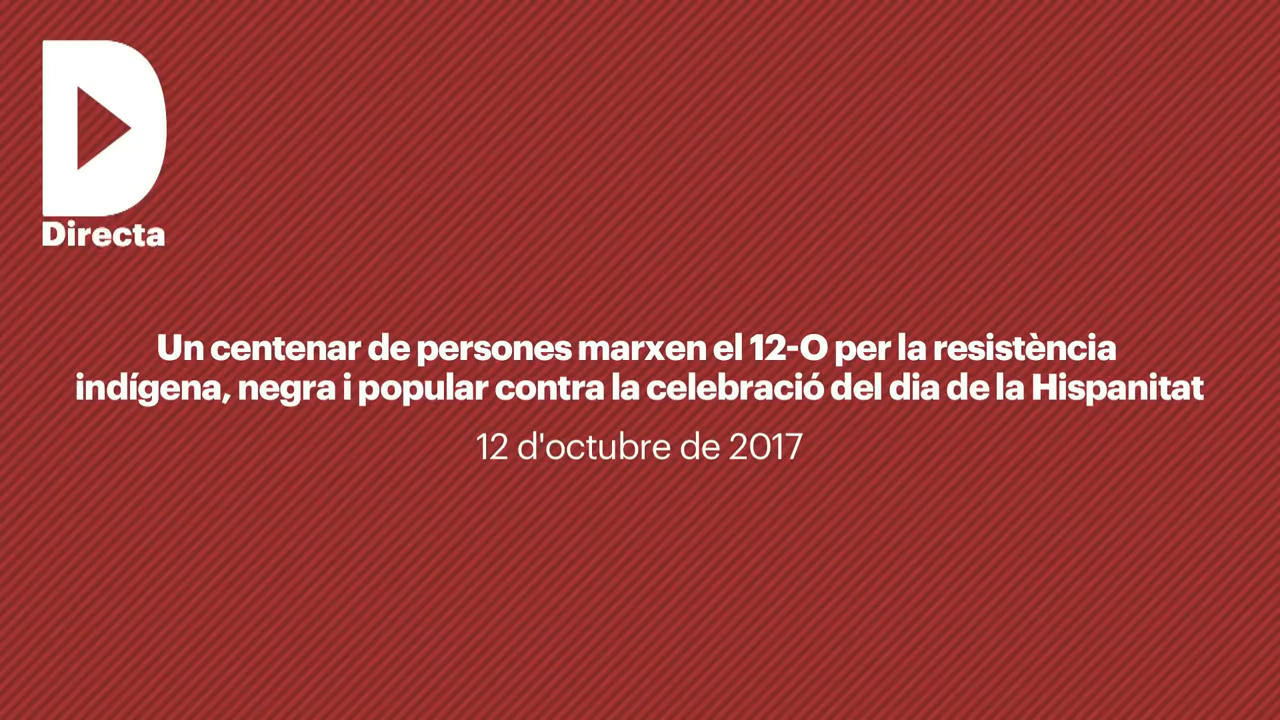 Directa
Un centenar de persones marxen el 12-O per la resistència
indígena, negra i popular contra la celebració del dia de la Hispanitat
12 d'octubre de 2017